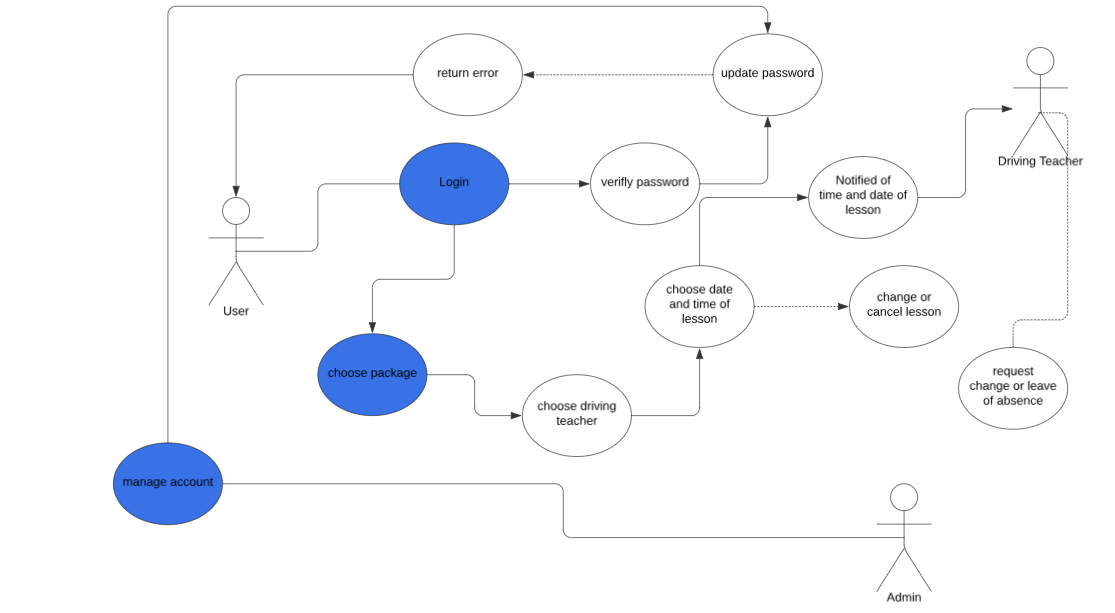 return error
update password
Driving Teacher
Login
verifly password
Notified of
time and date of
lesson
User
choose date
and time of
lesson
change or
cancel lesson
choose package
request
change or leave
of absence
choose driving
teacher
manage account
Admin